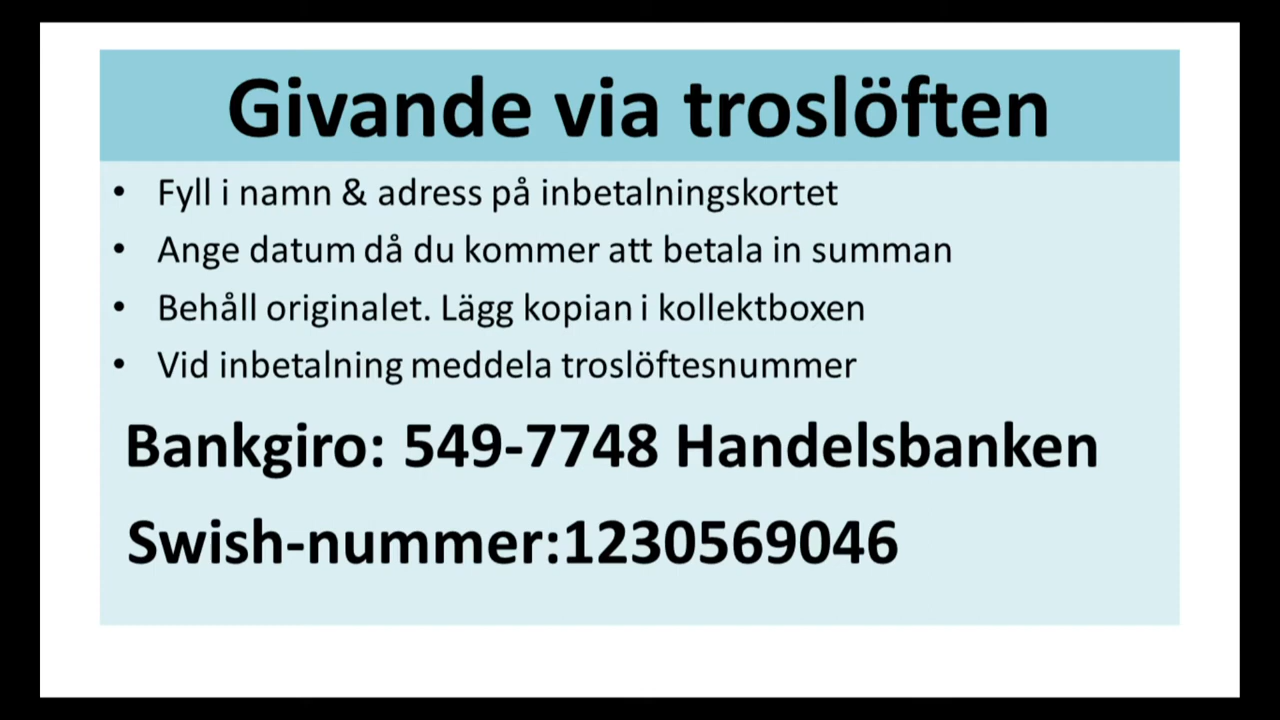 Givande via troslöften
• Fyll i namn & adress på inbetalningskortet
• Ange datum då du kommer att betala in summan
• Behåll originalet. Lägg kopian i kollektboxen
• Vid inbetalning meddela troslöftesnummer
Bankgiro: 549-7748 Handelsbanken
Swish-nummer:1230569046